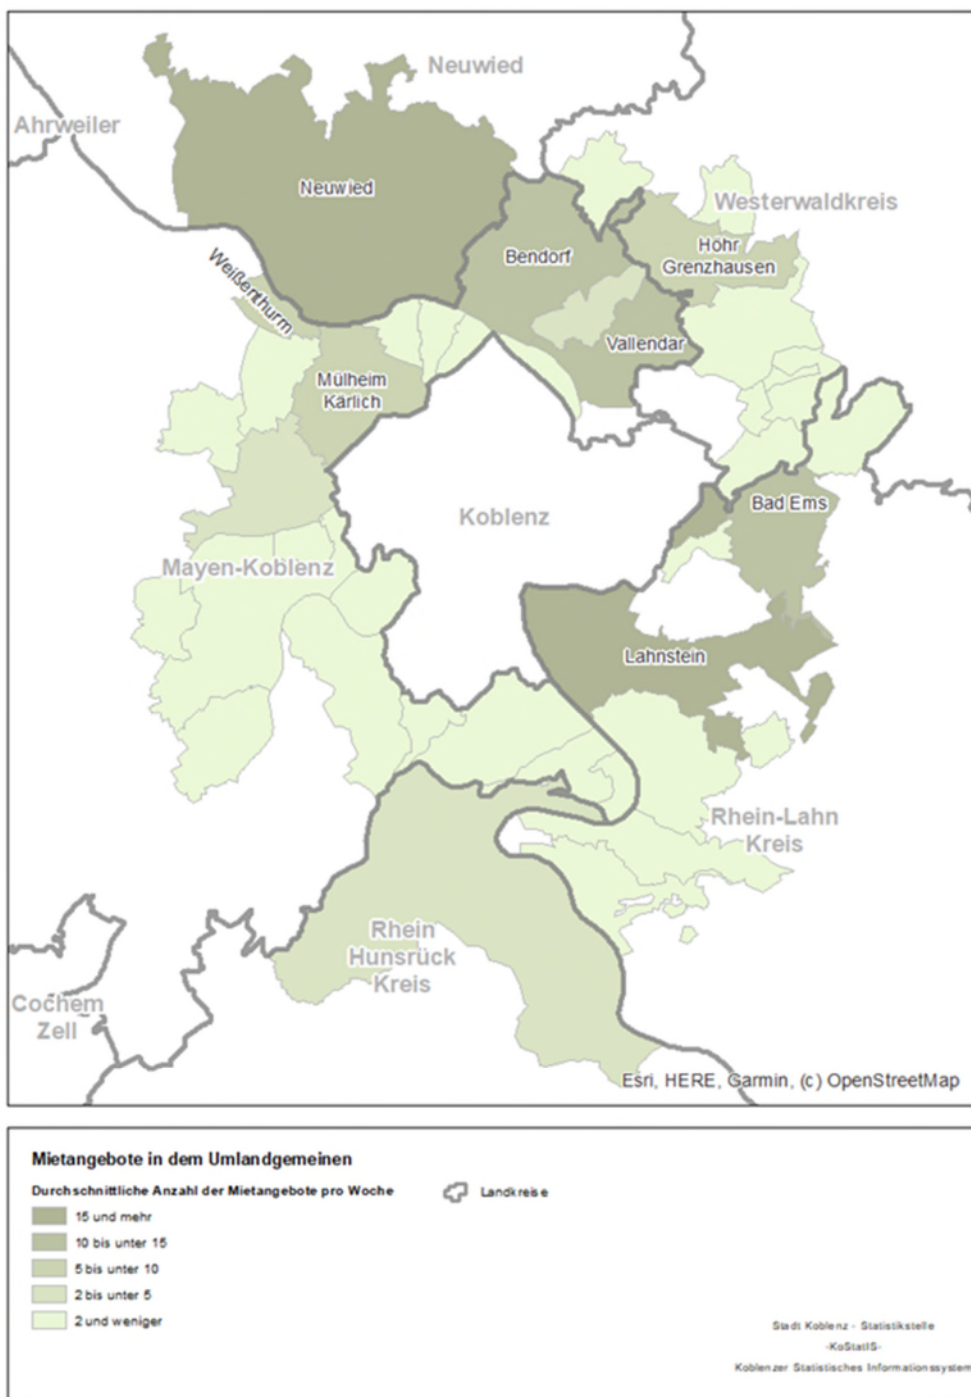 Neuwied
Ahrweiler
Neuwied
Westerwaldkreis
Bendorf
Höhr
Grenzhausen
Weißenthurm
Vallendar
Mülheim
Kärlich
Bad Ems
Koblenz
Mayen-Koblenz
Lahnstein
Rhein-Lahn
Kreis
Rhein
Hunsrück
Kreis
Cochem
Zell
Esri, HERE, Garmin, (c) OpenStreetMap
Mietangebote in dem Umlandgemeinen
Durchschnittliche Anzahl der Mietangebote pro Woche
Landkreise
15 und mehr
10 bis unter 15
5 bis unter 10
2 bis unter 5
2 und weniger
Stadt Koblenz - Statistikstelle
-KoStatIS-
Koblenzer Statistisches Informationssystem